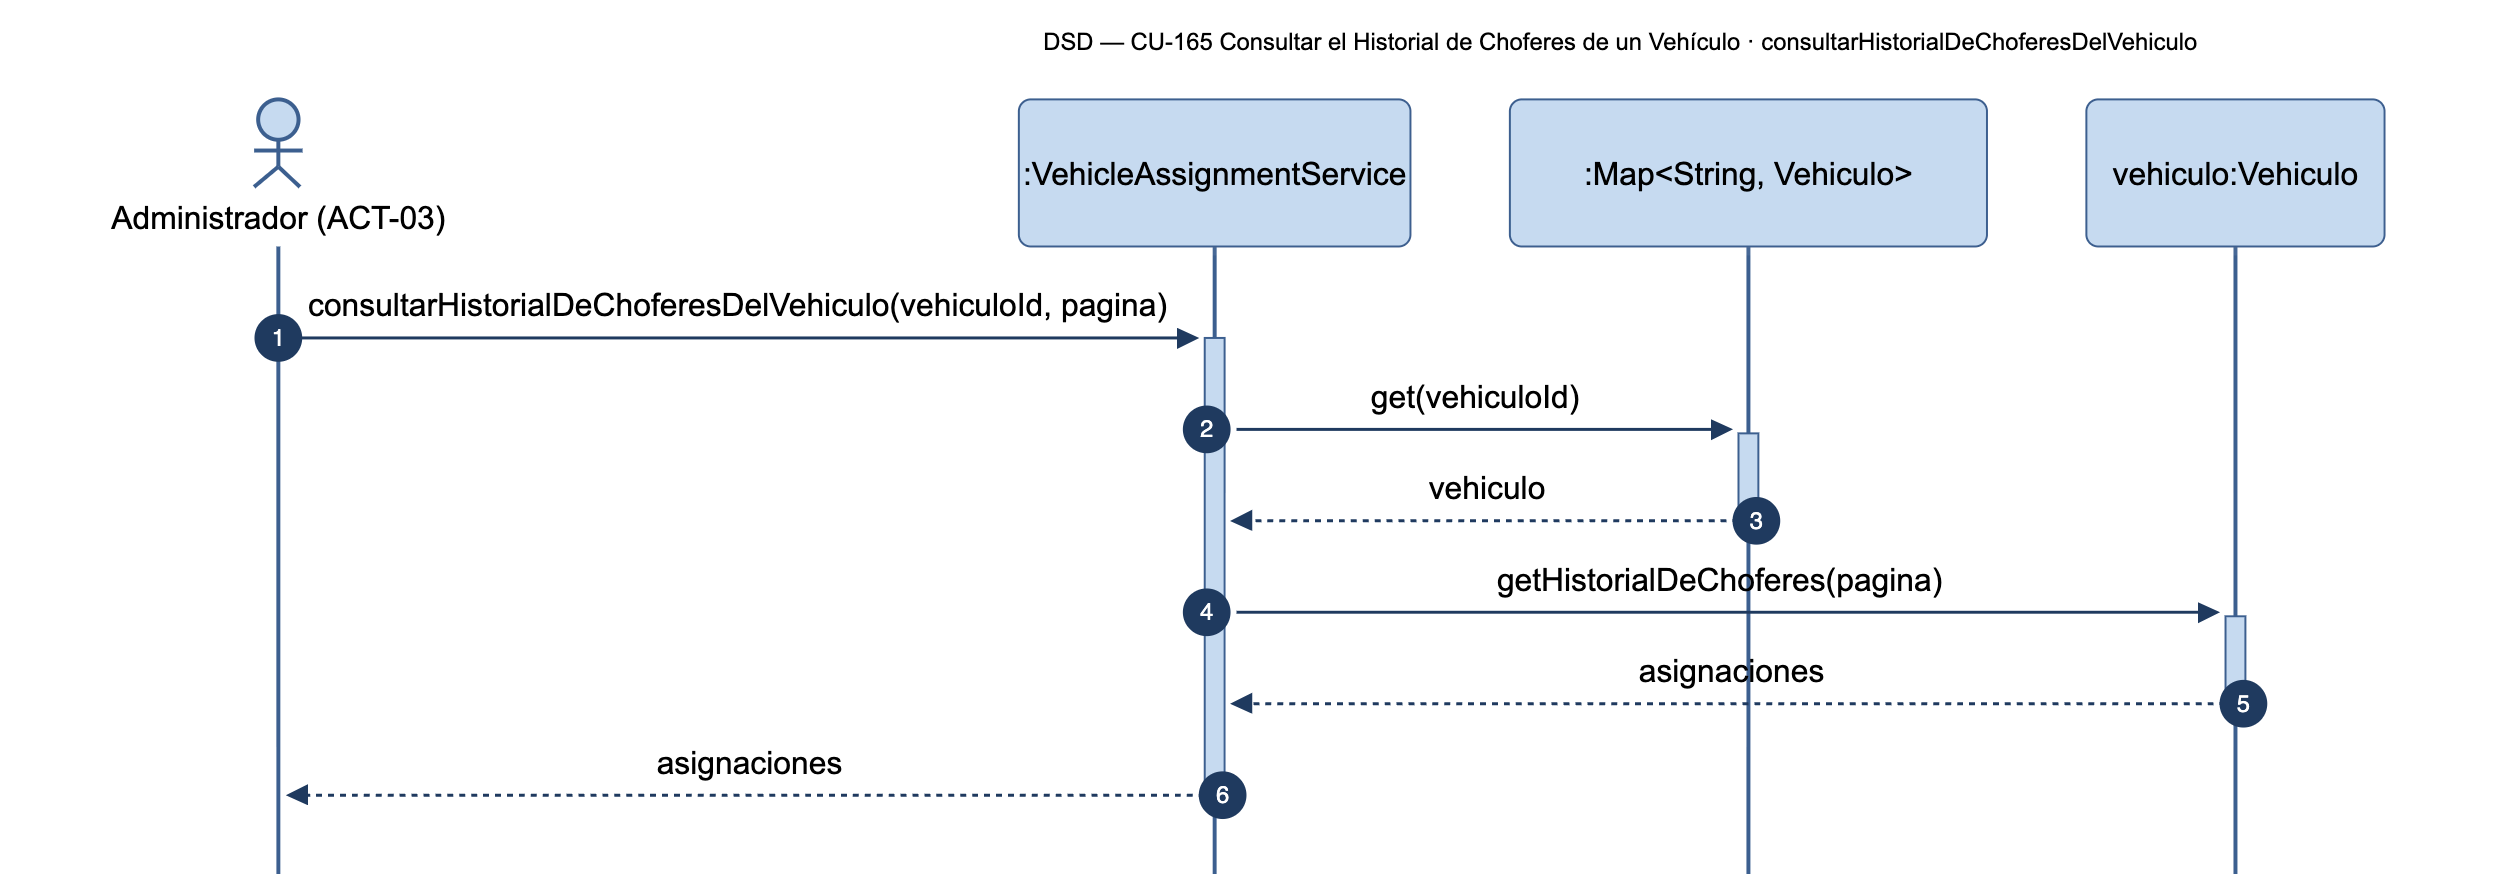 DSD — CU-165 Consultar el Historial de Choferes de un Vehículo · consultarHistorialDeChoferesDelVehiculo
Administrador (ACT-03)
:VehicleAssignmentService
:Map<String, Vehiculo>
vehiculo:Vehiculo
consultarHistorialDeChoferesDelVehiculo(vehiculoId, pagina)
1
get(vehiculoId)
2
vehiculo
3
getHistorialDeChoferes(pagina)
4
asignaciones
5
asignaciones
6